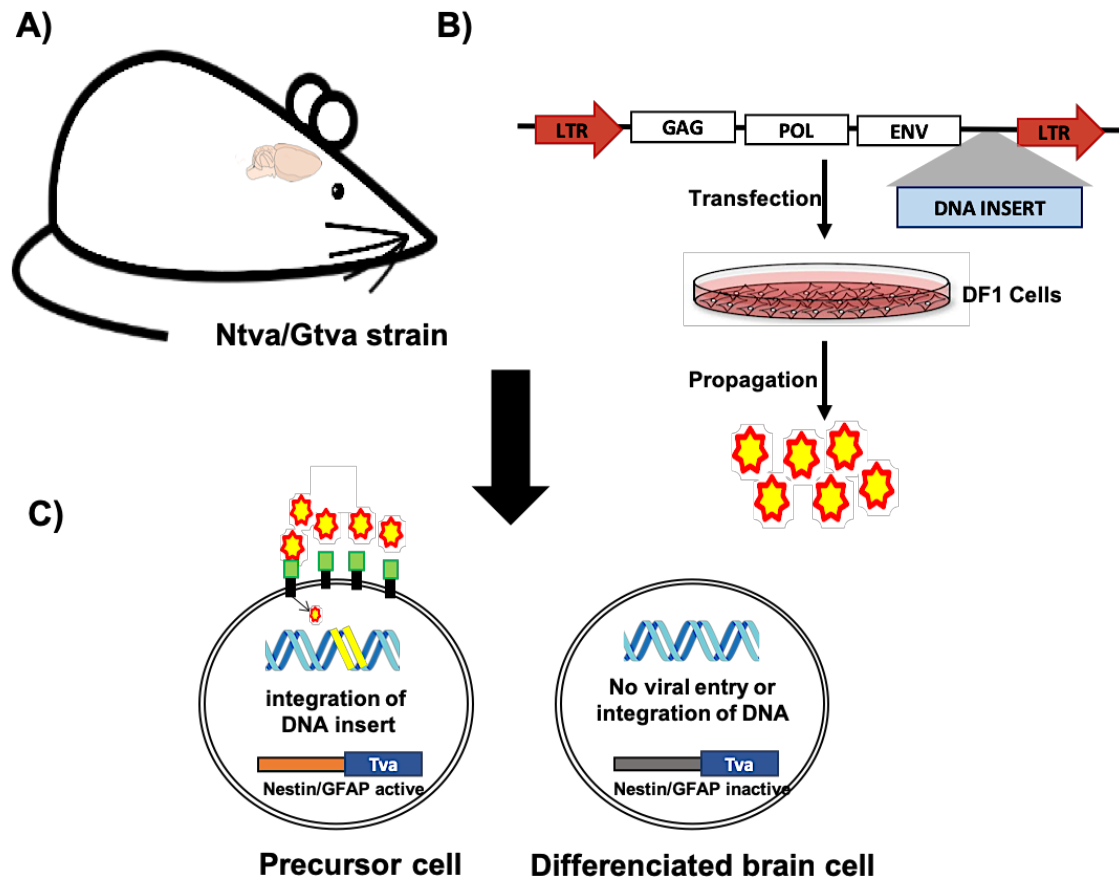 A)
Ntva/Gtva strain
B)
LTR
GAG
POL
ENV
LTR
DNA INSERT
Transfection
DF1 Cells
Propagation
C)
integration of
DNA insert
Tva
Nestin/GFAP active
Precursor cell
No viral entry or
integration of DNA
Tva
Nestin/GFAP inactive
Differenciated brain cell